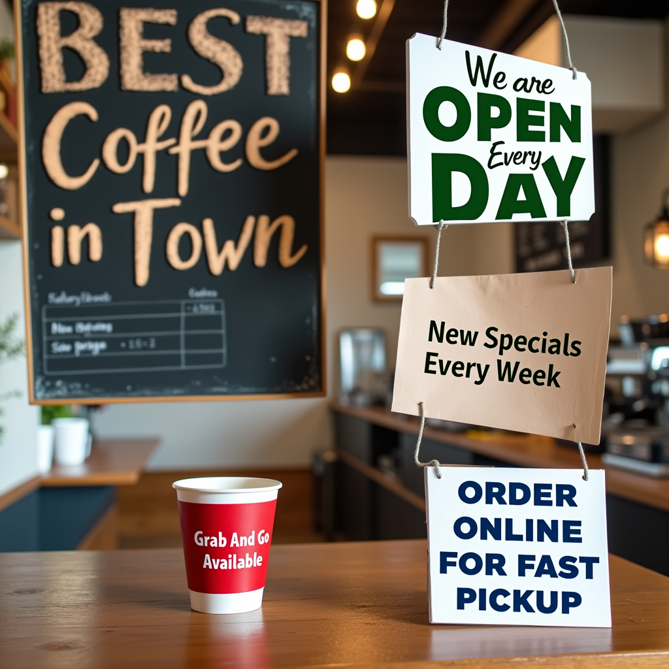 BEST
Coffee
in Town
We are
OPEN
Every
DAY
New Specials
Every Week
ORDER
ONLINE
FOR FAST
PICKUP
Grab And Go
Available